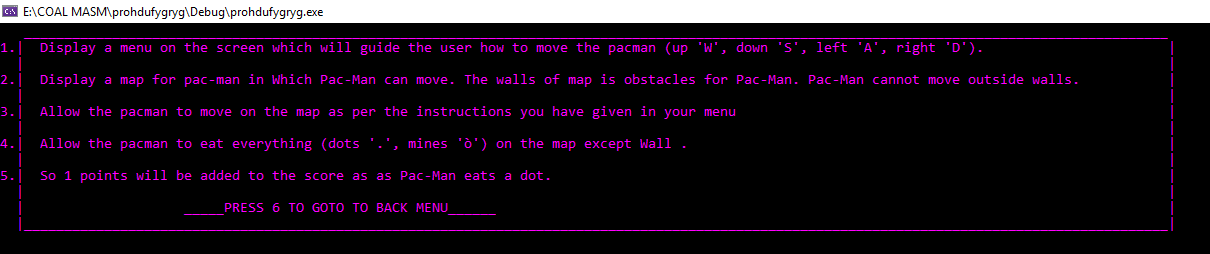 E:\COAL MASM\prohdufygryg\Debug\prohdufygryg.exe
1.| Display a menu on the screen which will guide the user how to move the pacman (up 'W', down 'S', left 'A', right 'D').
2.| Display a map for pac-man in Which Pac-Man can move. The walls of map is obstacles for Pac-Man. Pac-Man cannot move outside walls.
3.| Allow the pacman to move on the map as per the instructions you have given in your menu
4.| Allow the pacman to eat everything (dots '.', mines 'ò') on the map except Wall .
5.| So 1 points will be added to the score as as Pac-Man eats a dot.
_____PRESS 6 TO GOTO TO BACK MENU______